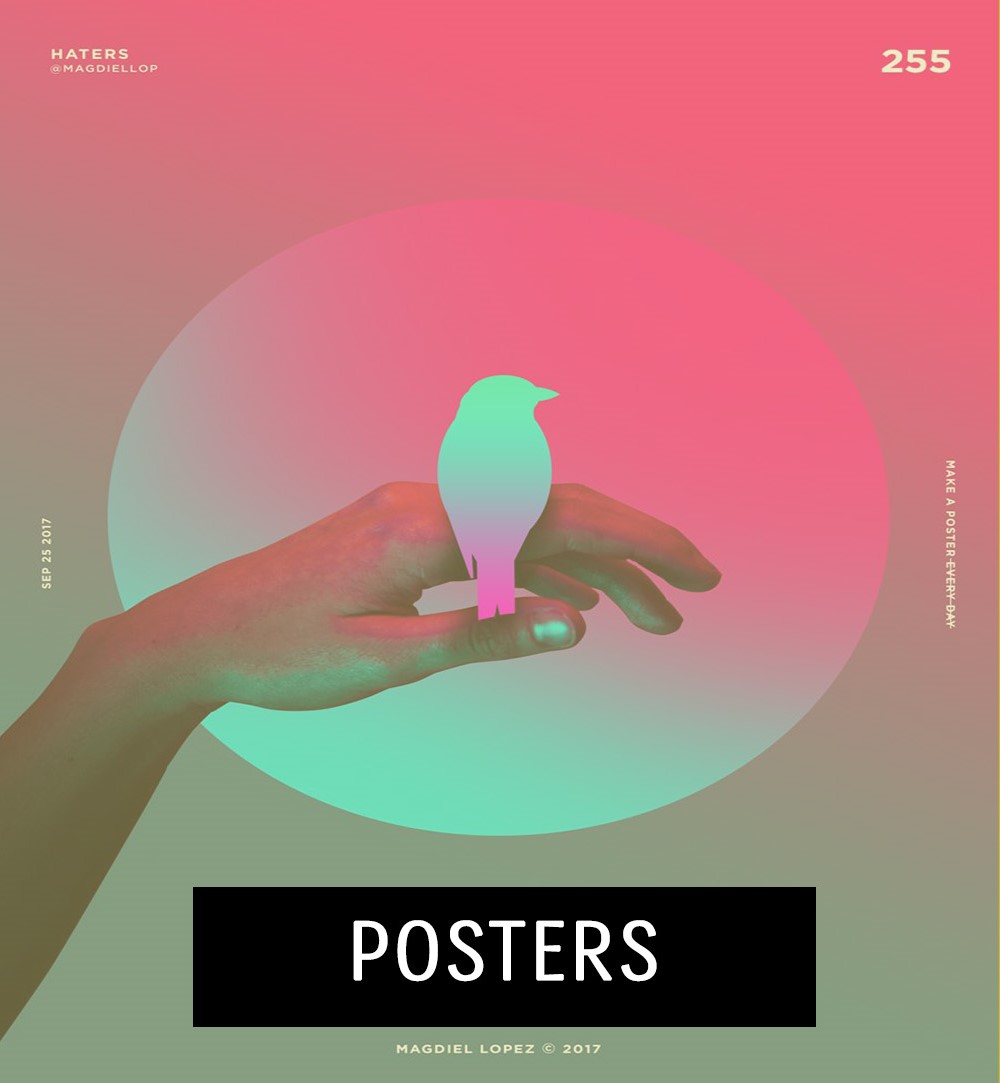 HATERS
@MAGDIELLOP
255
SEP 25 2017
MAKE A POSTER EVERY DAY
POSTERS
MAGDIEL LOPEZ © 2017